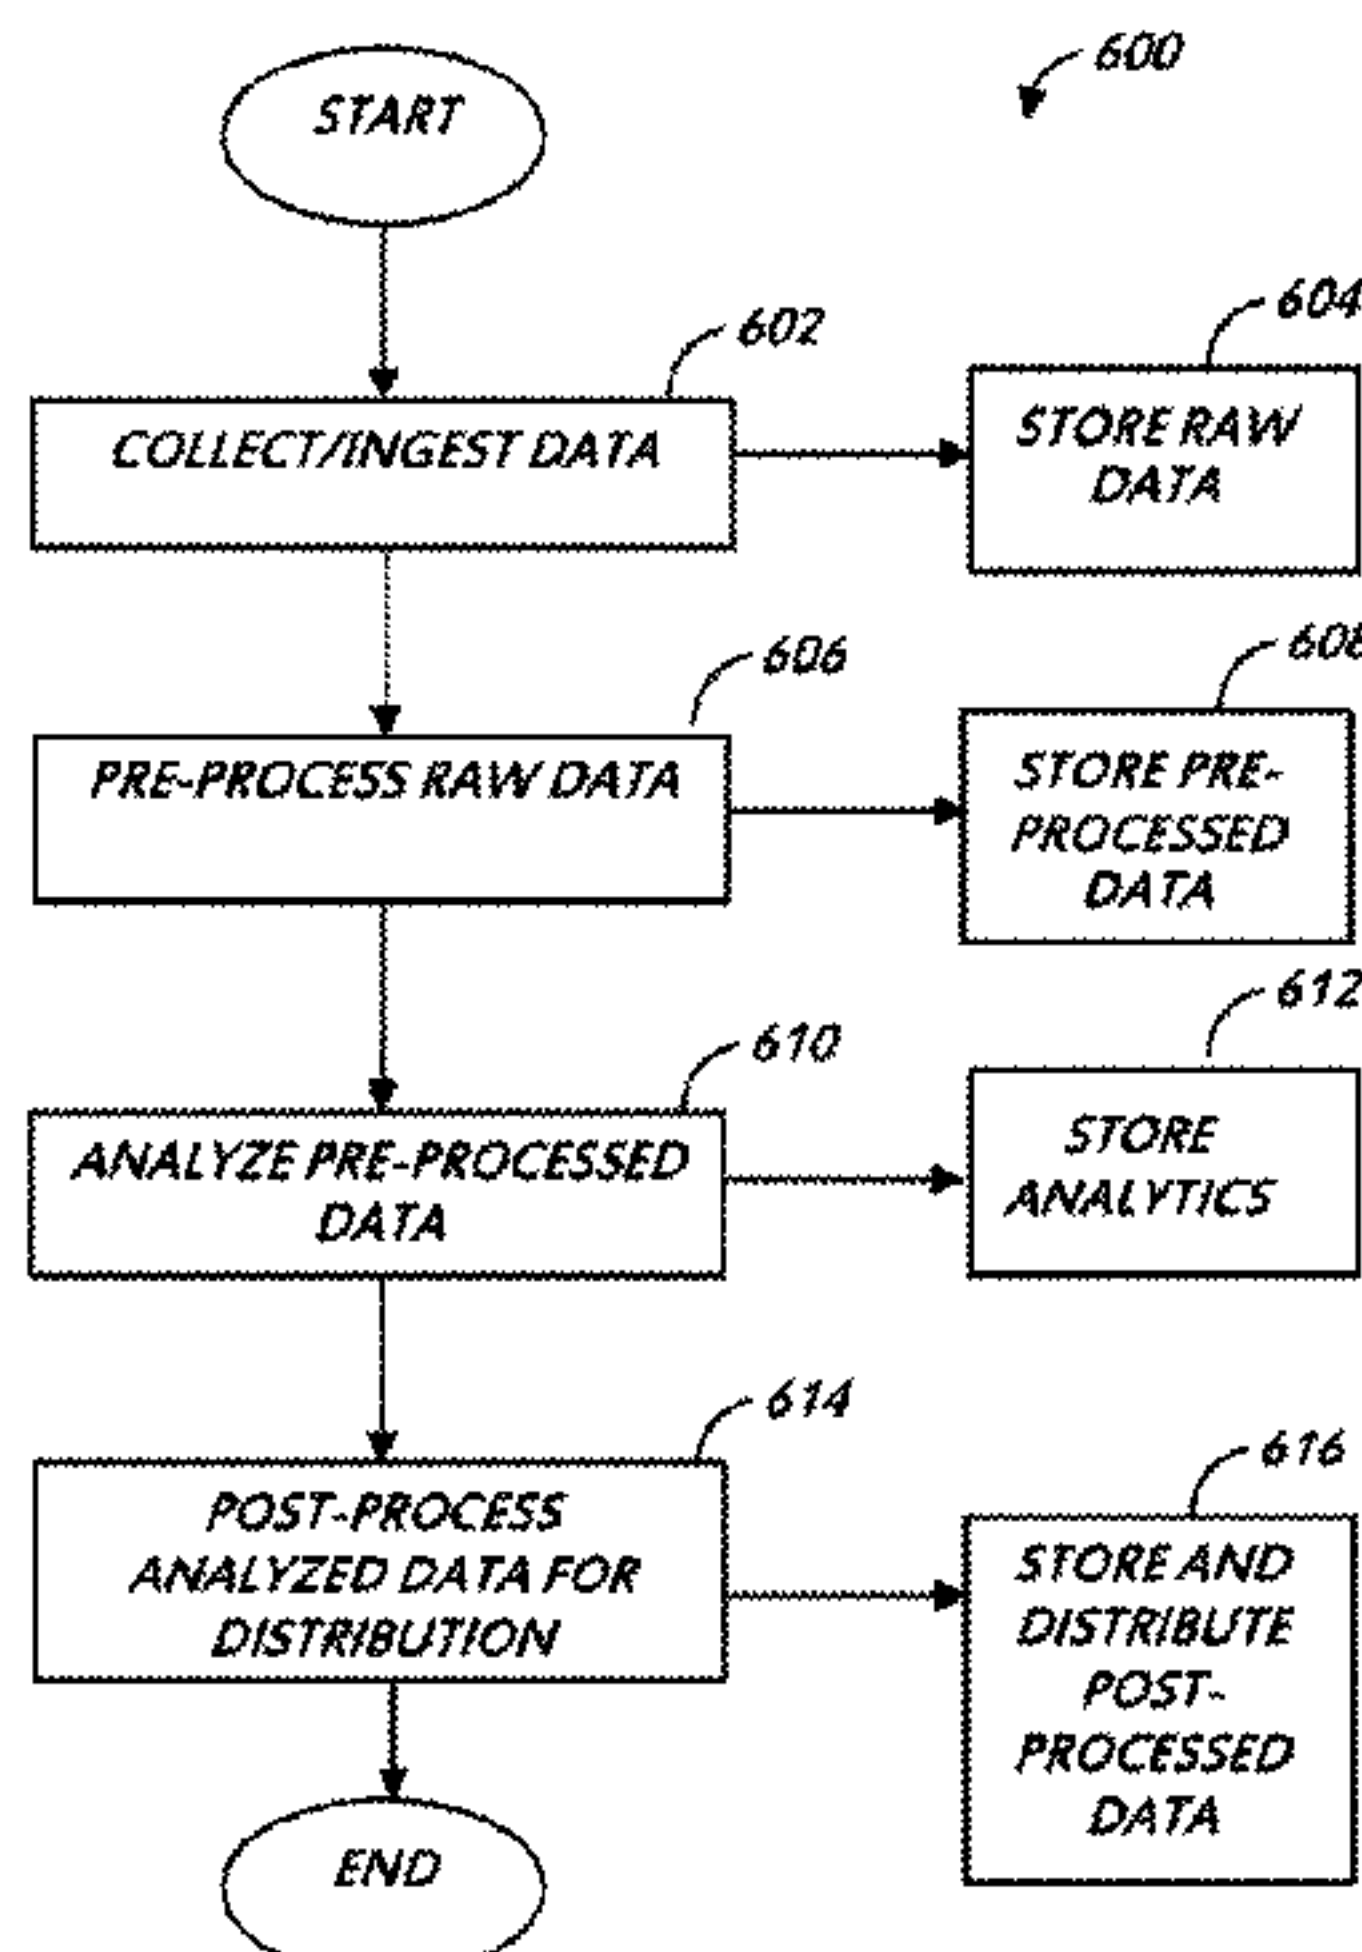 START
600
602
604
COLLECT/INGEST DATA
STORE RAW
DATA
606
608
PRE-PROCESS RAW DATA
STORE PRE-
PROCESSED
DATA
610
612
ANALYZE PRE-PROCESSED
DATA
STORE
ANALYTICS
614
616
POST-PROCESS
ANALYZED DATA FOR
DISTRIBUTION
STORE AND
DISTRIBUTE
POST-
PROCESSED
DATA
END